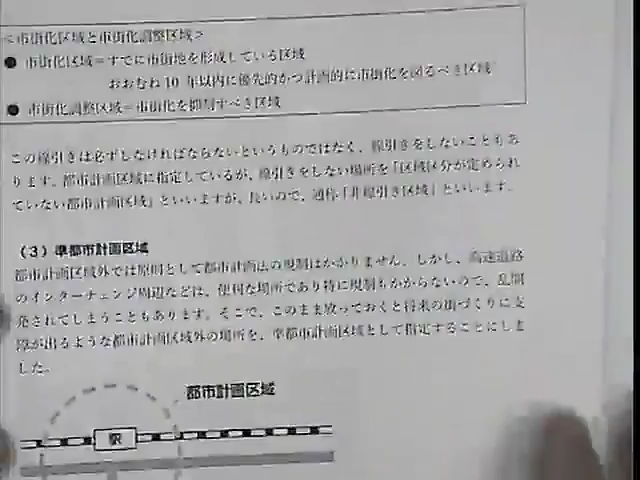 ＜市街化区域と市街化調整区域＞
● 市街化区域＝すでに市街地を形成している区域
おおむね10 年以内に優先的かつ計画的に市街化を図るべき区域
● 市街化調整区域＝市街化を抑制すべき区域
この線引きは必ずしなければならないというものではなく、線引きをしないこともあ
ります。都市計画区域に指定しているが、線引きをしない場所を「区域区分が定められ
ていない都市計画区域」といいますが、長いので、通称「非線引き区域」といいます。
（3）準都市計画区域
都市計画区域外では原則として都市計画法の規制はかかりません。しかし、高速道路
のインターチェンジ周辺などは、便利な場所であり特に規制もかからないので、乱開
発されてしまうこともあります。そこで、このまま放っておくと将来の街づくりに支
障が出るような都市計画区域外の場所を、準都市計画区域として指定することにしま
した。
都市計画区域
駅